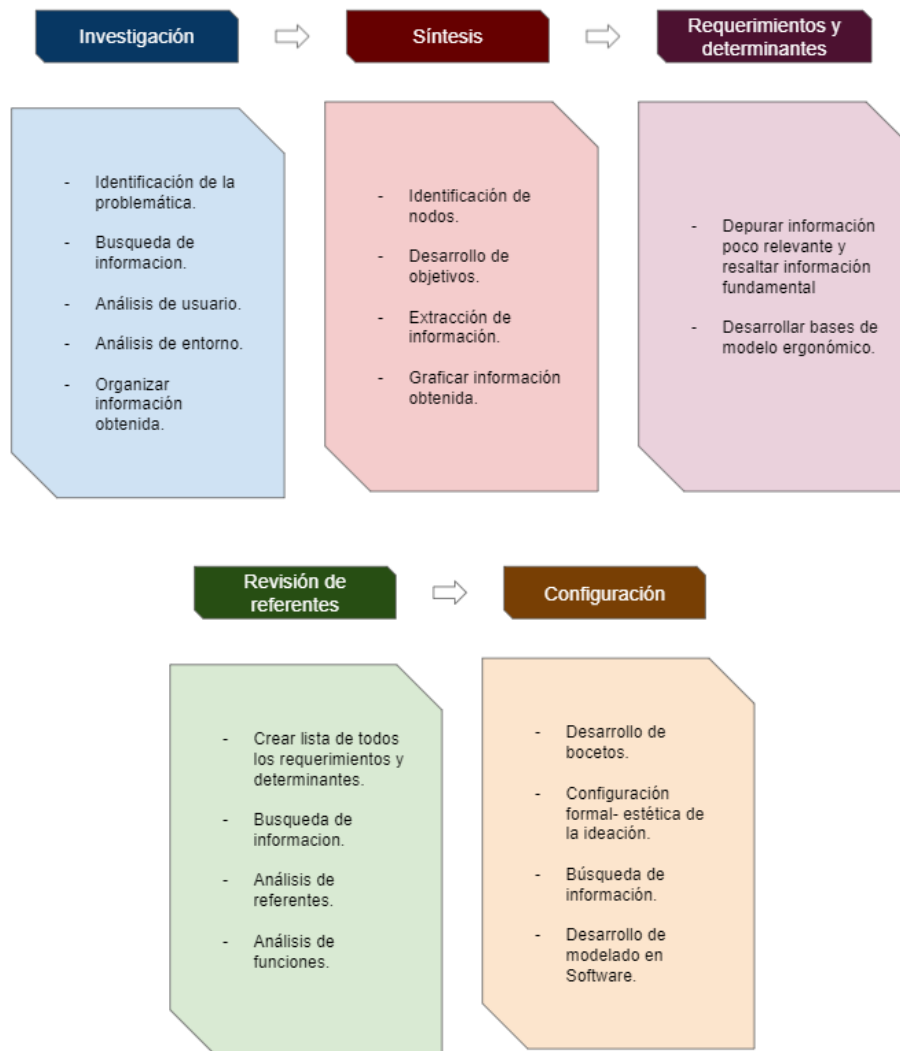 Investigación
Síntesis
Requerimientos y
determinantes
- Identificación de la
problemática.
- Busqueda de
informacion.
- Análisis de usuario.
- Análisis de entorno.
- Organizar
información
obtenida.
- Identificación de
nodos.
- Desarrollo de
objetivos.
- Extracción de
información.
- Graficar información
obtenida.
- Depurar información
poco relevante y
resaltar información
fundamental
- Desarrollar bases de
modelo ergonómico.
Revisión de
referentes
Configuración
- Crear lista de todos
los requerimientos y
determinantes.
- Busqueda de
informacion.
- Análisis de
referentes.
- Análisis de
funciones.
- Desarrollo de
bocetos.
- Configuración
formal- estética de
la ideación.
- Búsqueda de
información.
- Desarrollo de
modelado en
Software.